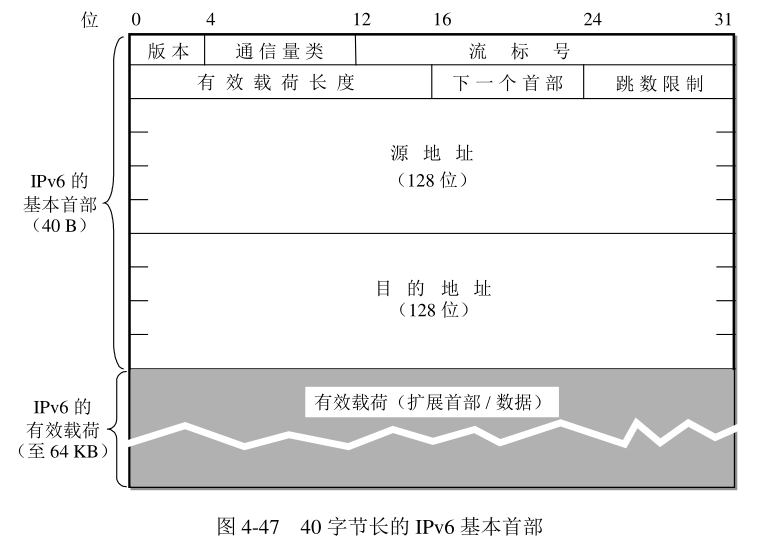 位 0 4 12 16 24 31
版本 通信量类 流标号
有效载荷长度 下一个首部 跳数限制
源地址
（128 位）
IPv6 的
基本首部
（40 B）
目的地址
（128 位）
有效载荷（扩展首部 / 数据）
IPv6 的
有效载荷
（至 64 KB）
图 4-47 40 字节长的 IPv6 基本首部